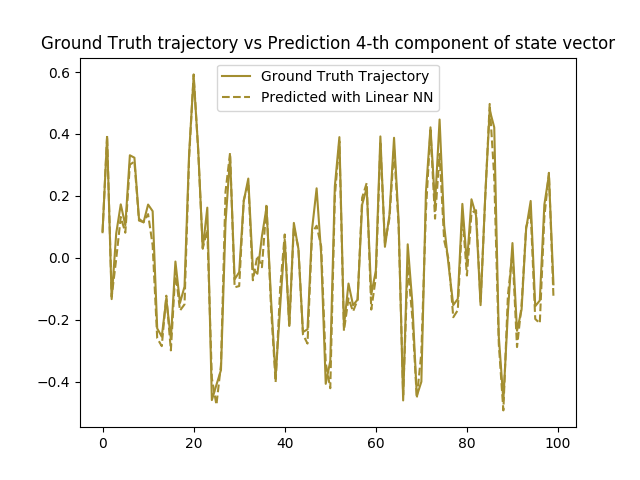 Ground Truth trajectory vs Prediction 4-th component of state vector
Ground Truth Trajectory
Predicted with Linear NN
0.6
0.4
0.2
0.0
−0.2
−0.4
0 20 40 60 80 100